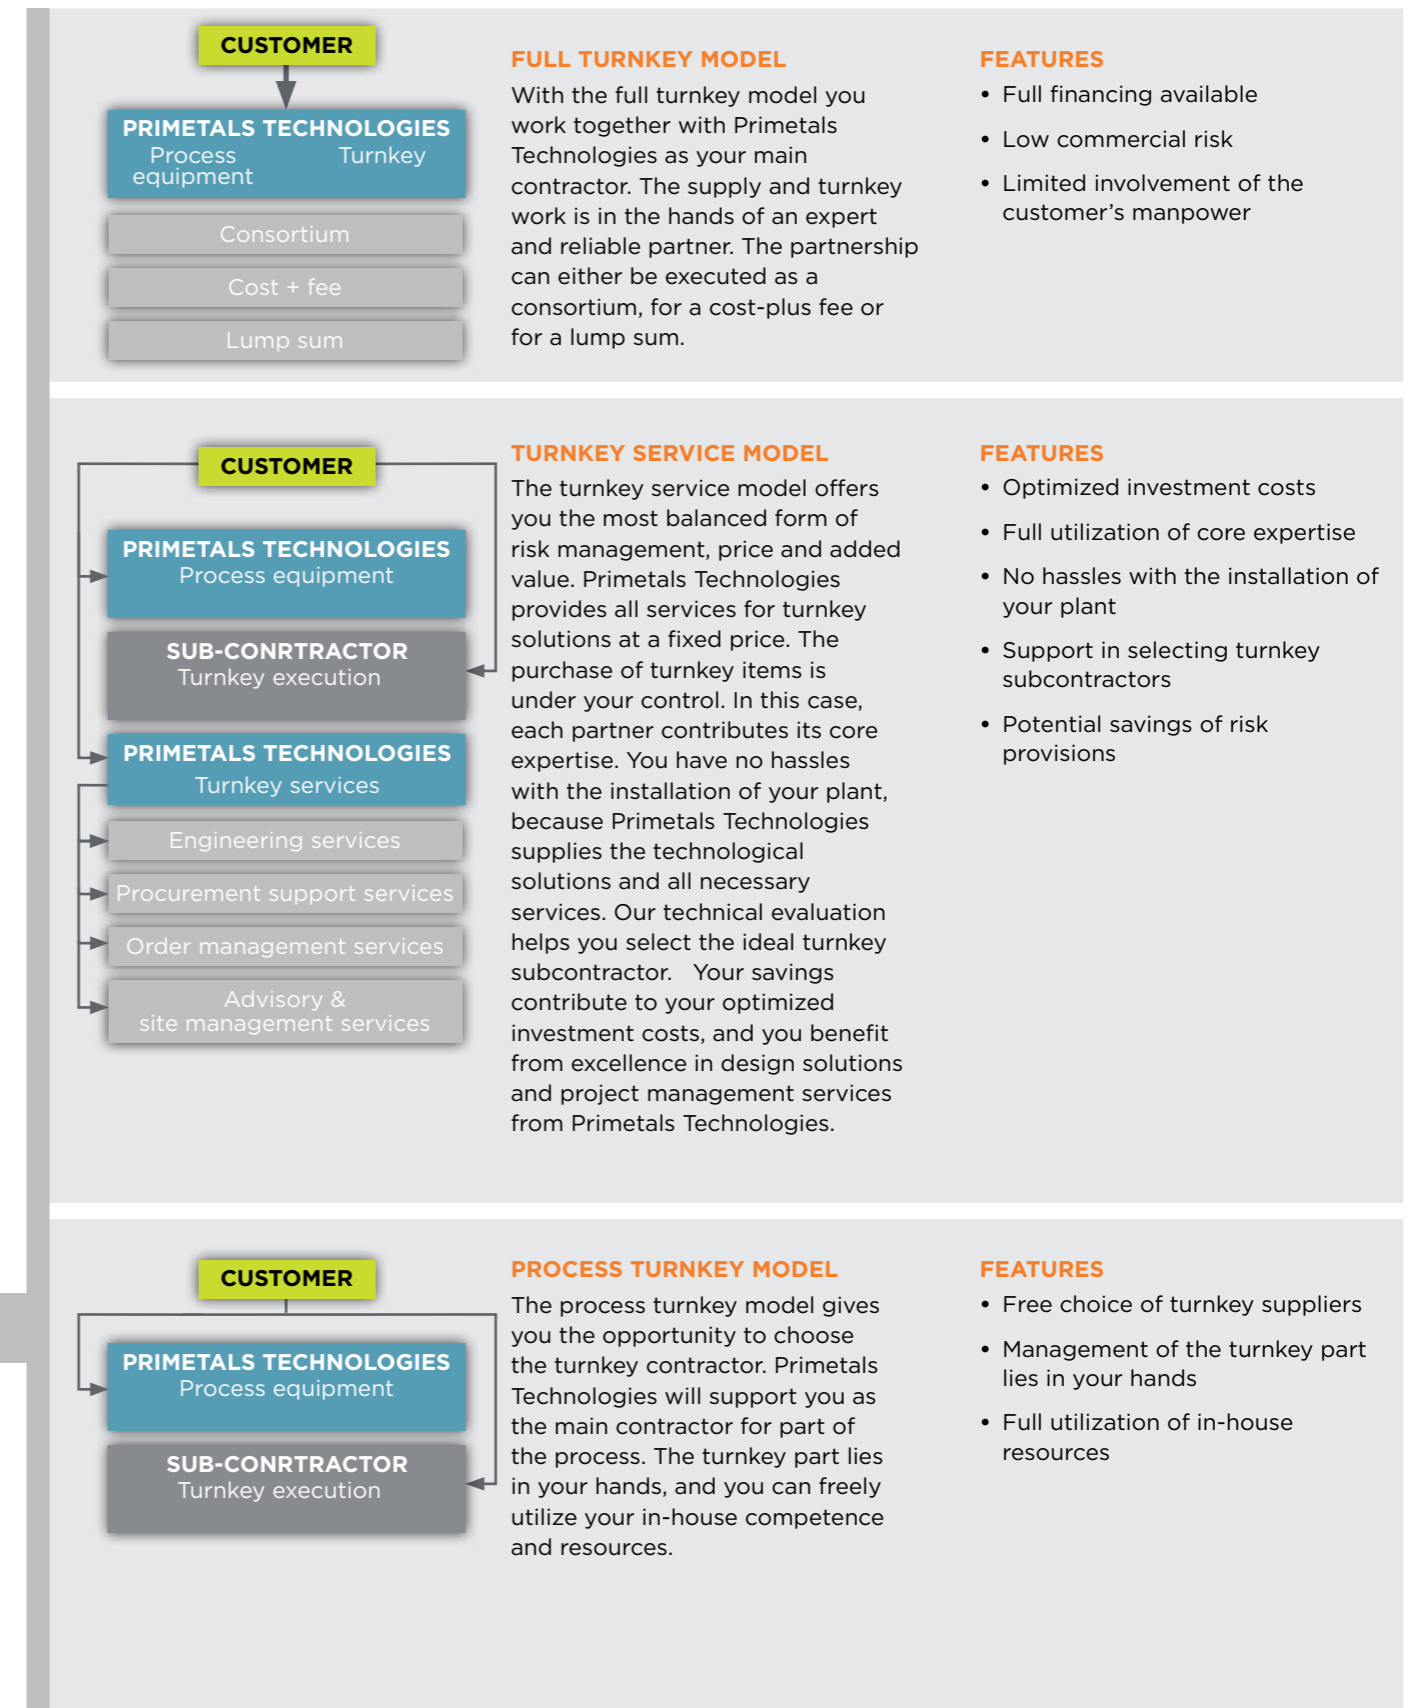 CUSTOMER
PRIMETALS TECHNOLOGIES
Process Turnkey
equipment
Consortium
Cost + fee
Lump sum
FULL TURNKEY MODEL
With the full turnkey model you
work together with Primetals
Technologies as your main
contractor. The supply and turnkey
work is in the hands of an expert
and reliable partner. The partnership
can either be executed as a
consortium, for a cost-plus fee or
for a lump sum.
FEATURES
• Full financing available
• Low commercial risk
• Limited involvement of the
customer’s manpower
CUSTOMER
PRIMETALS TECHNOLOGIES
Process equipment
SUB-CONRTRACTOR
Turnkey execution
PRIMETALS TECHNOLOGIES
Turnkey services
Engineering services
Procurement support services
Order management services
Advisory &
site management services
TURNKEY SERVICE MODEL
The turnkey service model offers
you the most balanced form of
risk management, price and added
value. Primetals Technologies
provides all services for turnkey
solutions at a fixed price. The
purchase of turnkey items is
under your control. In this case,
each partner contributes its core
expertise. You have no hassles
with the installation of your plant,
because Primetals Technologies
supplies the technological
solutions and all necessary
services. Our technical evaluation
helps you select the ideal turnkey
subcontractor. Your savings
contribute to your optimized
investment costs, and you benefit
from excellence in design solutions
and project management services
from Primetals Technologies.
FEATURES
• Optimized investment costs
• Full utilization of core expertise
• No hassles with the installation of
your plant
• Support in selecting turnkey
subcontractors
• Potential savings of risk
provisions
CUSTOMER
PRIMETALS TECHNOLOGIES
Process equipment
SUB-CONRTRACTOR
Turnkey execution
PROCESS TURNKEY MODEL
The process turnkey model gives
you the opportunity to choose
the turnkey contractor. Primetals
Technologies will support you as
the main contractor for part of
the process. The turnkey part lies
in your hands, and you can freely
utilize your in-house competence
and resources.
FEATURES
• Free choice of turnkey suppliers
• Management of the turnkey part
lies in your hands
• Full utilization of in-house
resources